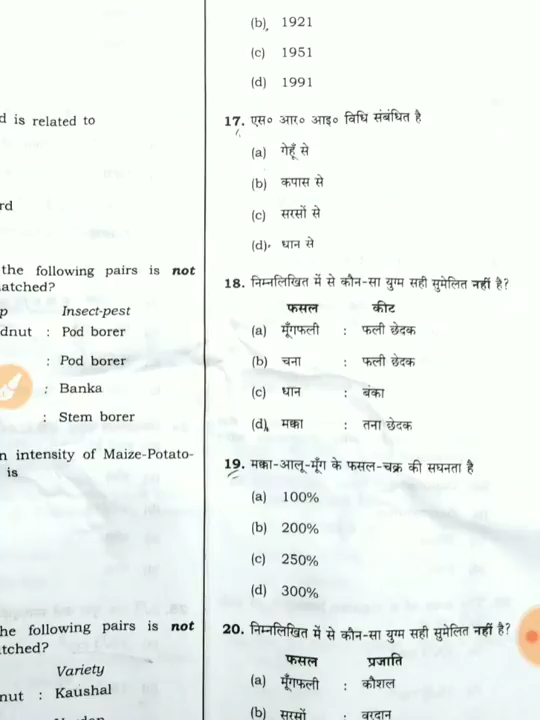 d is related to
rd
the following pairs is not
atched?
p Insect-pest
dnut : Pod borer
: Pod borer
: Banka
: Stem borer
n intensity of Maize-Potato-
is
he following pairs is not
tched?
Variety
nut : Kaushal
(b) 1921
(c) 1951
(d) 1991
17. एस० आर० आइ० विधि संबंधित है
(a) गेहूँ से
(b) कपास से
(c) सरसों से
(d) धान से
18. निम्नलिखित में से कौन-सा युग्म सही सुमेलित नहीं है?
फसल कीट
(a) मूँगफली : फली छेदक
(b) चना : फली छेदक
(c) धान : बंका
(d) मक्का : तना छेदक
19. मक्का-आलू-मूँग के फसल-चक्र की सघनता है
(a) 100%
(b) 200%
(c) 250%
(d) 300%
20. निम्नलिखित में से कौन-सा युग्म सही सुमेलित नहीं है?
फसल प्रजाति
(a) मूँगफली : कौशल
(b) सरसों : वरदान